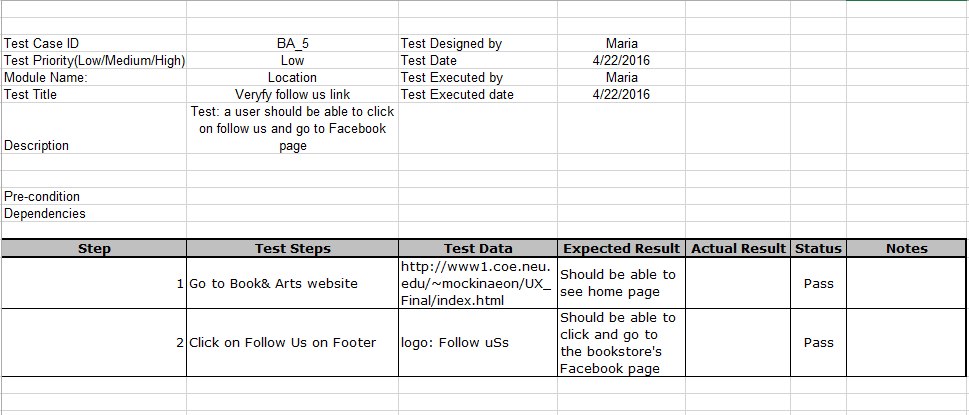 Test Case ID BA_5 Test Designed by Maria
Test Priority(Low/Medium/High) Low Test Date 4/22/2016
Module Name: Location Test Executed by Maria
Test Title Veryfy follow us link Test Executed date 4/22/2016
Test: a user should be able to click
on follow us and go to Facebook
Description page
Pre-condition
Dependencies
Step Test Steps Test Data Expected Result Actual Result Status Notes
1 Go to Book& Arts website
http://www1.coe.neu.
edu/~mockinaeon/UX_
Final/index.html
Should be able to
see home page
Pass
2 Click on Follow Us on Footer
logo: Follow uSs
Should be able to
click and go to
the bookstore's
Facebook page
Pass